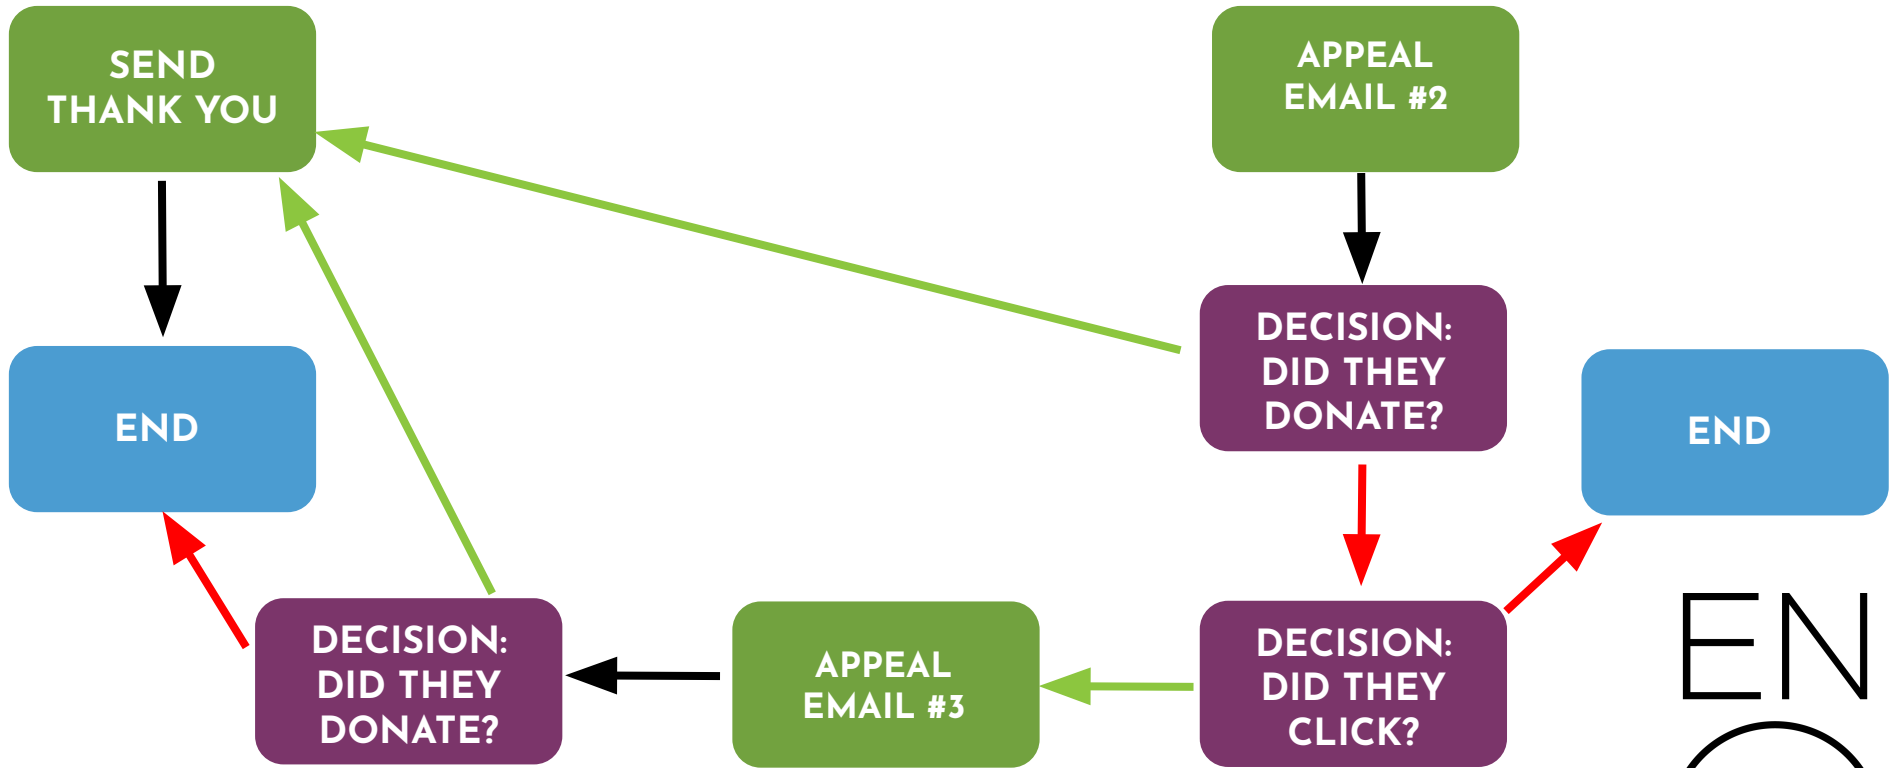 SEND
THANK YOU
APPEAL
EMAIL #2
DECISION:
DID THEY
DONATE?
END
END
DECISION:
DID THEY
DONATE?
APPEAL
EMAIL #3
DECISION:
DID THEY
CLICK?
EN